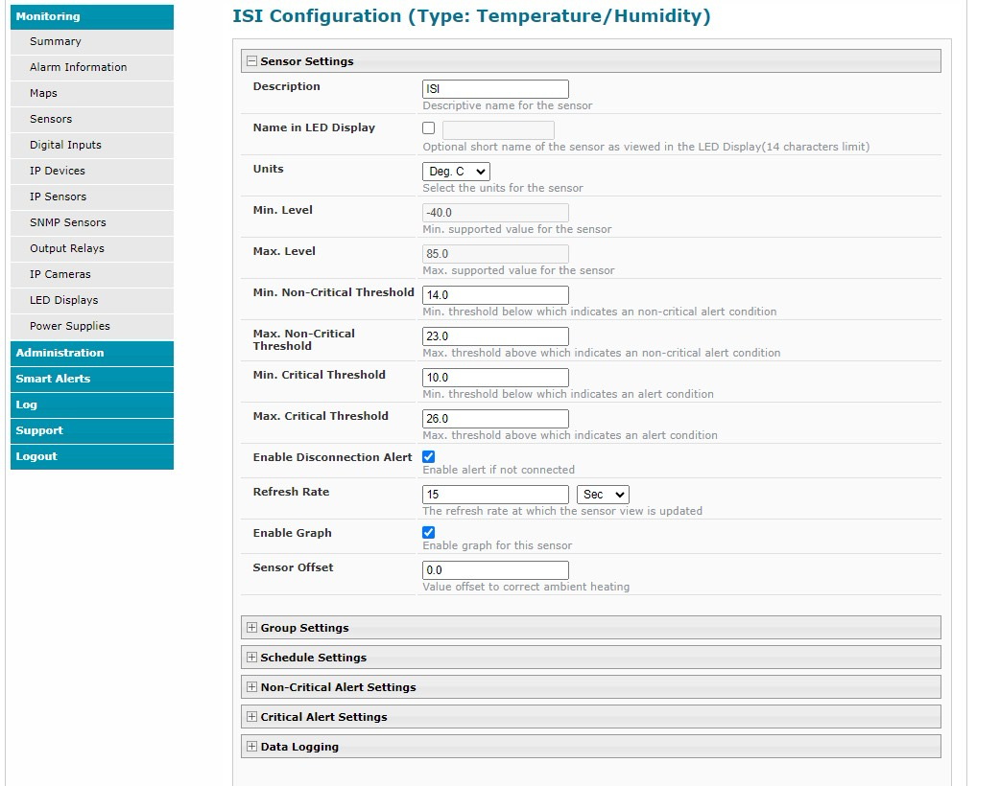 Monitoring
Summary
Alarm Information
Maps
Sensors
Digital Inputs
IP Devices
IP Sensors
SNMP Sensors
Output Relays
IP Cameras
LED Displays
Power Supplies
Administration
Smart Alerts
Log
Support
Logout
ISI Configuration (Type: Temperature/Humidity)
Sensor Settings
Description
ISI
Descriptive name for the sensor
Name in LED Display
Optional short name of the sensor as viewed in the LED Display(14 characters limit)
Units
Deg. C
Select the units for the sensor
Min. Level
-40.0
Min. supported value for the sensor
Max. Level
85.0
Max. supported value for the sensor
Min. Non-Critical Threshold
14.0
Min. threshold below which indicates an non-critical alert condition
Max. Non-Critical
Threshold
23.0
Max. threshold above which indicates an non-critical alert condition
Min. Critical Threshold
10.0
Min. threshold below which indicates an alert condition
Max. Critical Threshold
26.0
Max. threshold above which indicates an alert condition
Enable Disconnection Alert
Enable alert if not connected
Refresh Rate
15 Sec
The refresh rate at which the sensor view is updated
Enable Graph
Enable graph for this sensor
Sensor Offset
0.0
Value offset to correct ambient heating
Group Settings
Schedule Settings
Non-Critical Alert Settings
Critical Alert Settings
Data Logging